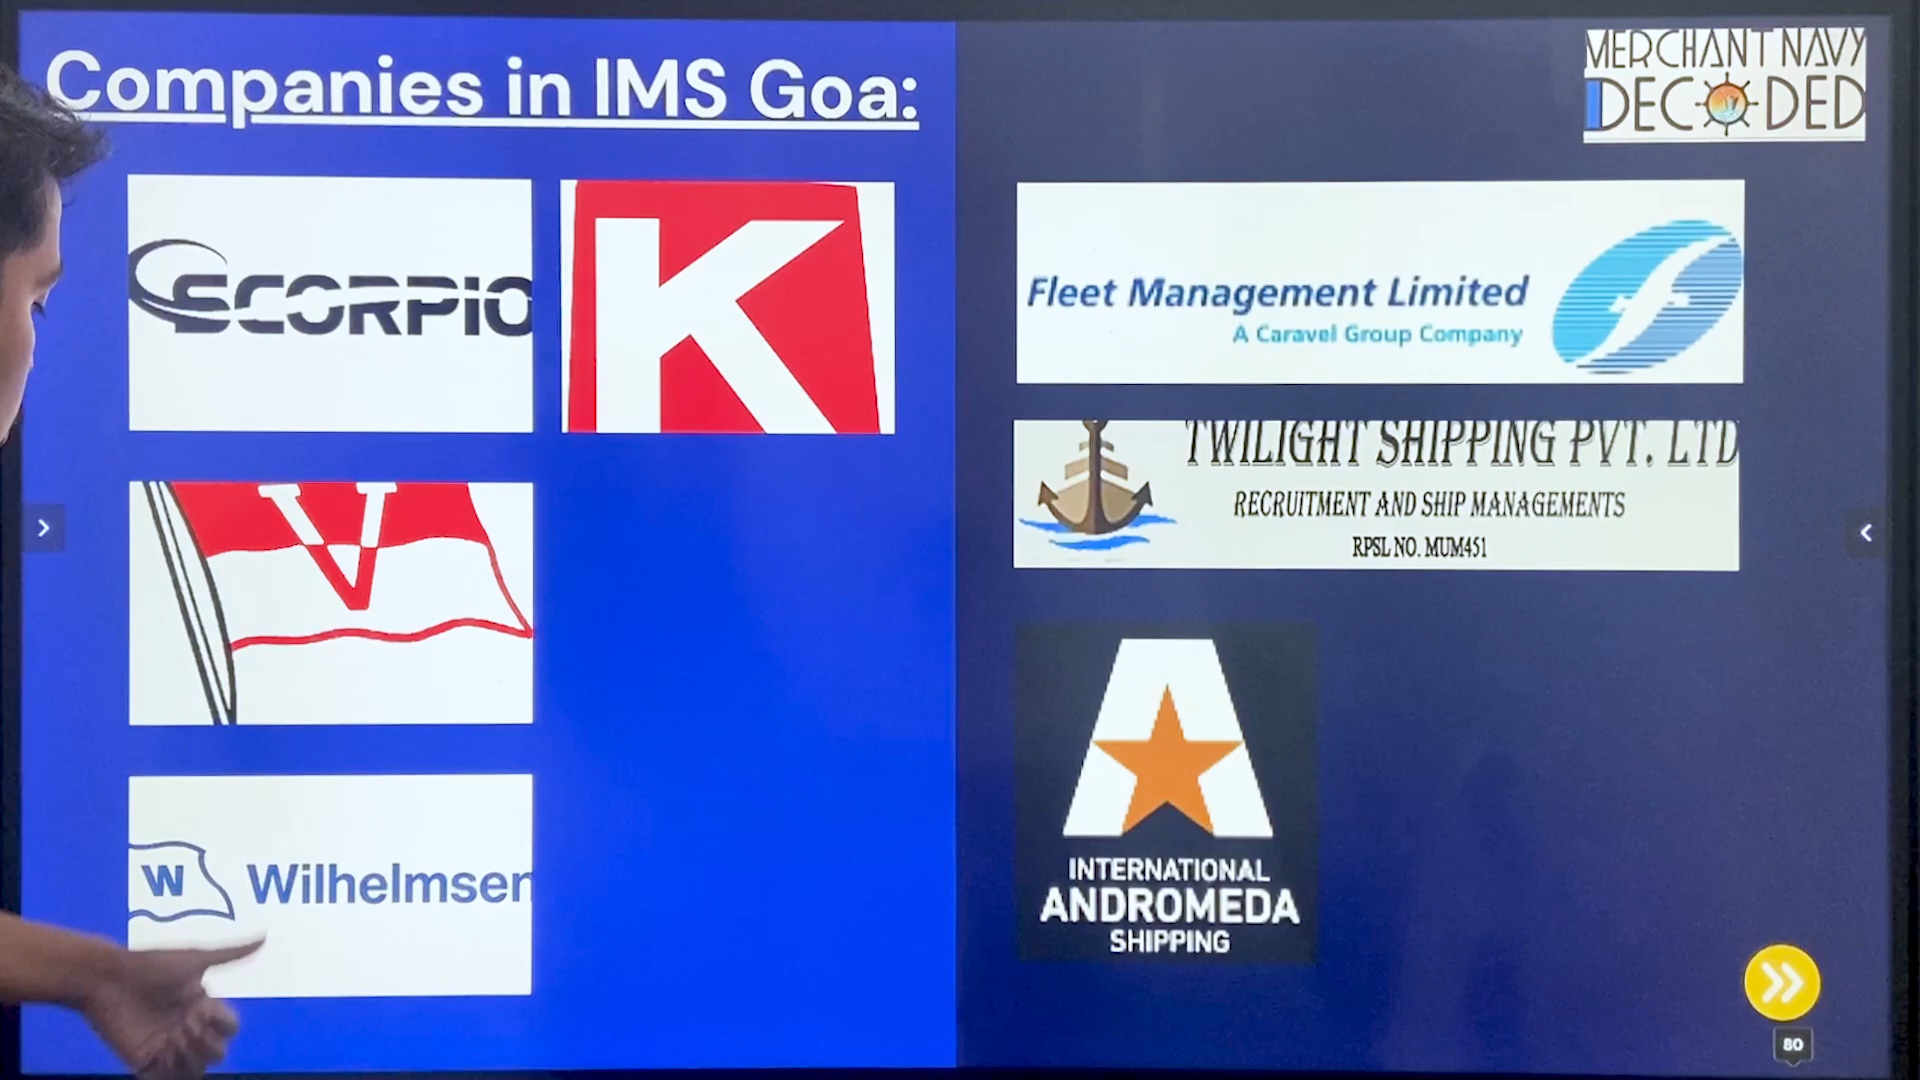 Companies in IMS Goa:
MERCHANT NAVY
DECODED
SCORPIO
K
Fleet Management Limited
A Caravel Group Company
TWILIGHT SHIPPING PVT. LTD
RECRUITMENT AND SHIP MANAGEMENTS
RPSL NO. MUM451
V
W Wilhelmsen
A
INTERNATIONAL
ANDROMEDA
SHIPPING
80